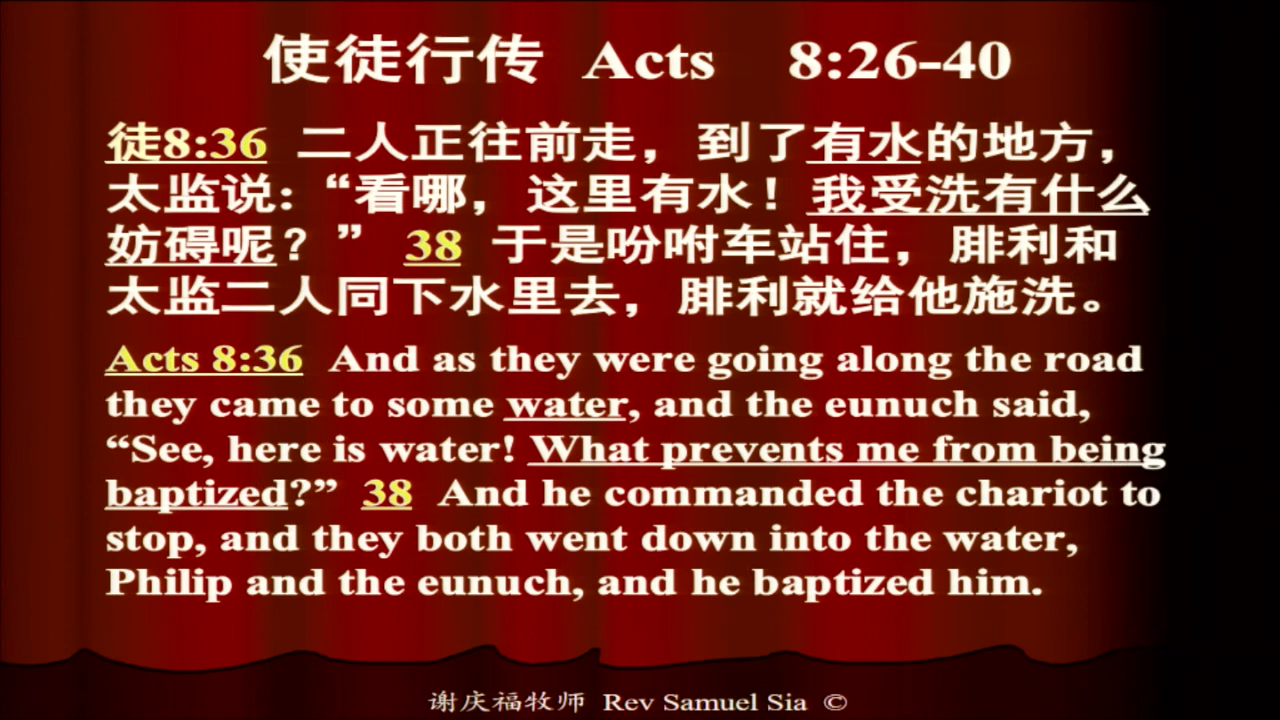 使徒行传 Acts 8:26-40
徒8:36 二人正往前走，到了有水的地方，
太监说：“看哪，这里有水！我受洗有什么
妨碍呢？” 38 于是吩咐车站住，腓利和
太监二人同下水里去，腓利就给他施洗。
Acts 8:36 And as they were going along the road
they came to some water, and the eunuch said,
“See, here is water! What prevents me from being
baptized?” 38 And he commanded the chariot to
stop, and they both went down into the water,
Philip and the eunuch, and he baptized him.
谢庆福牧师 Rev Samuel Sia ©